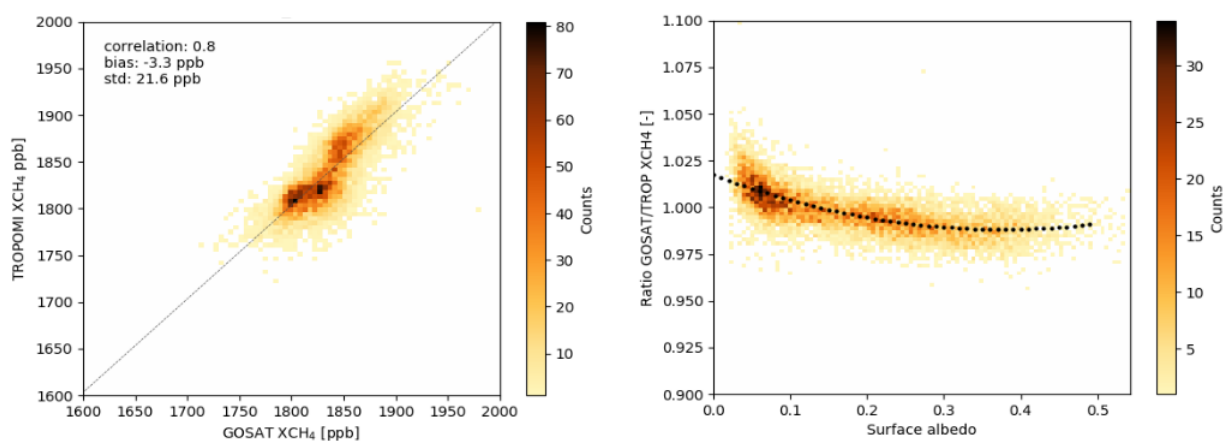 2000
1950
1900
1850
1800
1750
1700
1650
1600
TROPOMI XCH₄ ppb]
correlation: 0.8
bias: -3.3 ppb
std: 21.6 ppb
1600 1650 1700 1750 1800 1850 1900 1950 2000
GOSAT XCH₄ [ppb]
80
70
60
50
40
30
20
10
Counts
1.100
1.075
1.050
1.025
1.000
0.975
0.950
0.925
0.900
Ratio GOSAT/TROP XCH4 [-]
0.0 0.1 0.2 0.3 0.4 0.5
Surface albedo
30
25
20
15
10
5
Counts